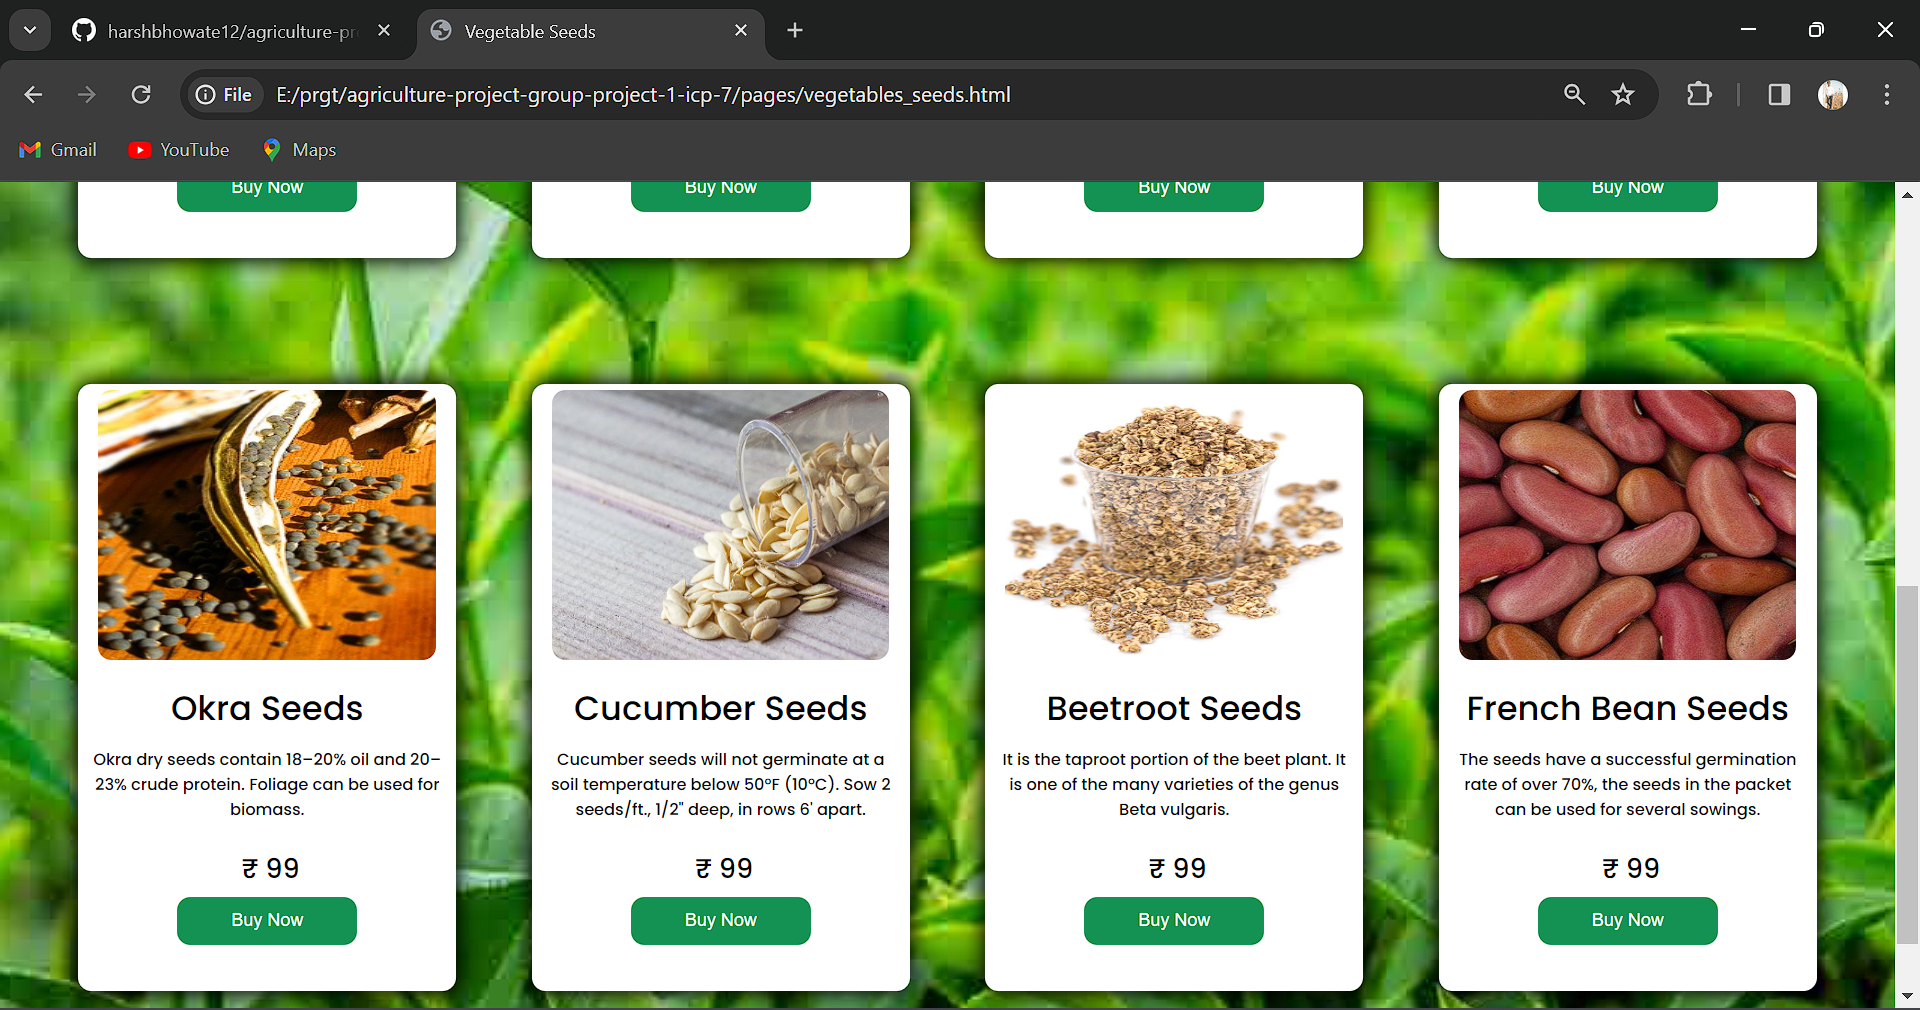 harshbhowate12/agriculture-pr
Vegetable Seeds
File
E:/prgt/agriculture-project-group-project-1-icp-7/pages/vegetables_seeds.html
Gmail
YouTube
Maps
Buy Now
Buy Now
Buy Now
Buy Now
Okra Seeds
Okra dry seeds contain 18–20% oil and 20–
23% crude protein. Foliage can be used for
biomass.
₹ 99
Buy Now
Cucumber Seeds
Cucumber seeds will not germinate at a
soil temperature below 50°F (10°C). Sow 2
seeds/ft., 1/2" deep, in rows 6' apart.
₹ 99
Buy Now
Beetroot Seeds
It is the taproot portion of the beet plant. It
is one of the many varieties of the genus
Beta vulgaris.
₹ 99
Buy Now
French Bean Seeds
The seeds have a successful germination
rate of over 70%, the seeds in the packet
can be used for several sowings.
₹ 99
Buy Now